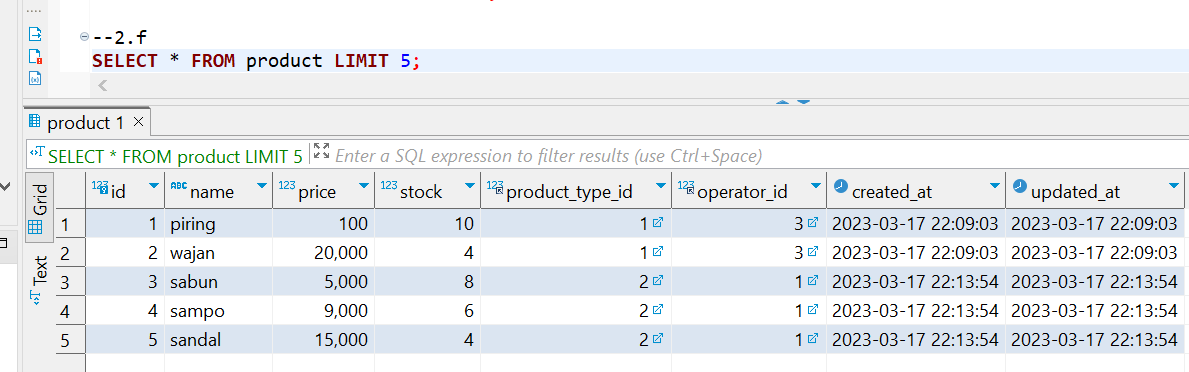 --2.f
SELECT * FROM product LIMIT 5;
product 1
SELECT * FROM product LIMIT 5 Enter a SQL expression to filter results (use Ctrl+Space)
Grid
Text
123 id ABC name 123 price 123 stock 123 product_type_id 123 operator_id created_at updated_at
1 1 piring 100 10 1 3 2023-03-17 22:09:03 2023-03-17 22:09:03
2 2 wajan 20,000 4 1 3 2023-03-17 22:09:03 2023-03-17 22:09:03
3 3 sabun 5,000 8 2 1 2023-03-17 22:13:54 2023-03-17 22:13:54
4 4 sampo 9,000 6 2 1 2023-03-17 22:13:54 2023-03-17 22:13:54
5 5 sandal 15,000 4 2 1 2023-03-17 22:13:54 2023-03-17 22:13:54